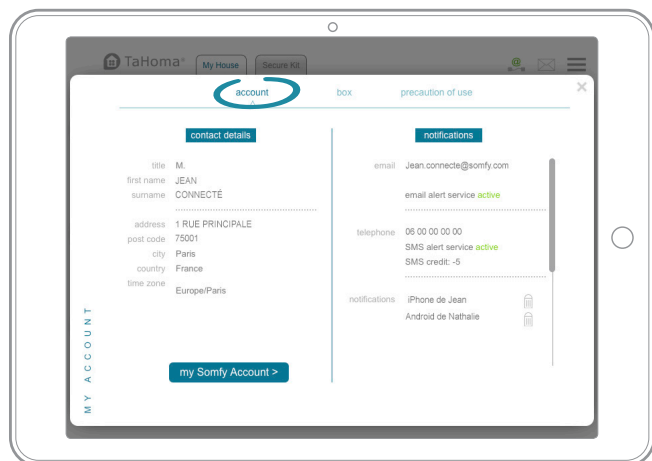 TaHoma®
My House
Secure Kit
@
account
box
precaution of use
×
contact details
title M.
first name JEAN
surname CONNECTÉ
address 1 RUE PRINCIPALE
post code 75001
city Paris
country France
time zone Europe/Paris
my Somfy Account >
notifications
email Jean.connecte@somfy.com
email alert service active
telephone 06 00 00 00 00
SMS alert service active
SMS credit: -5
notifications iPhone de Jean
Android de Nathalie
MY ACCOUNT